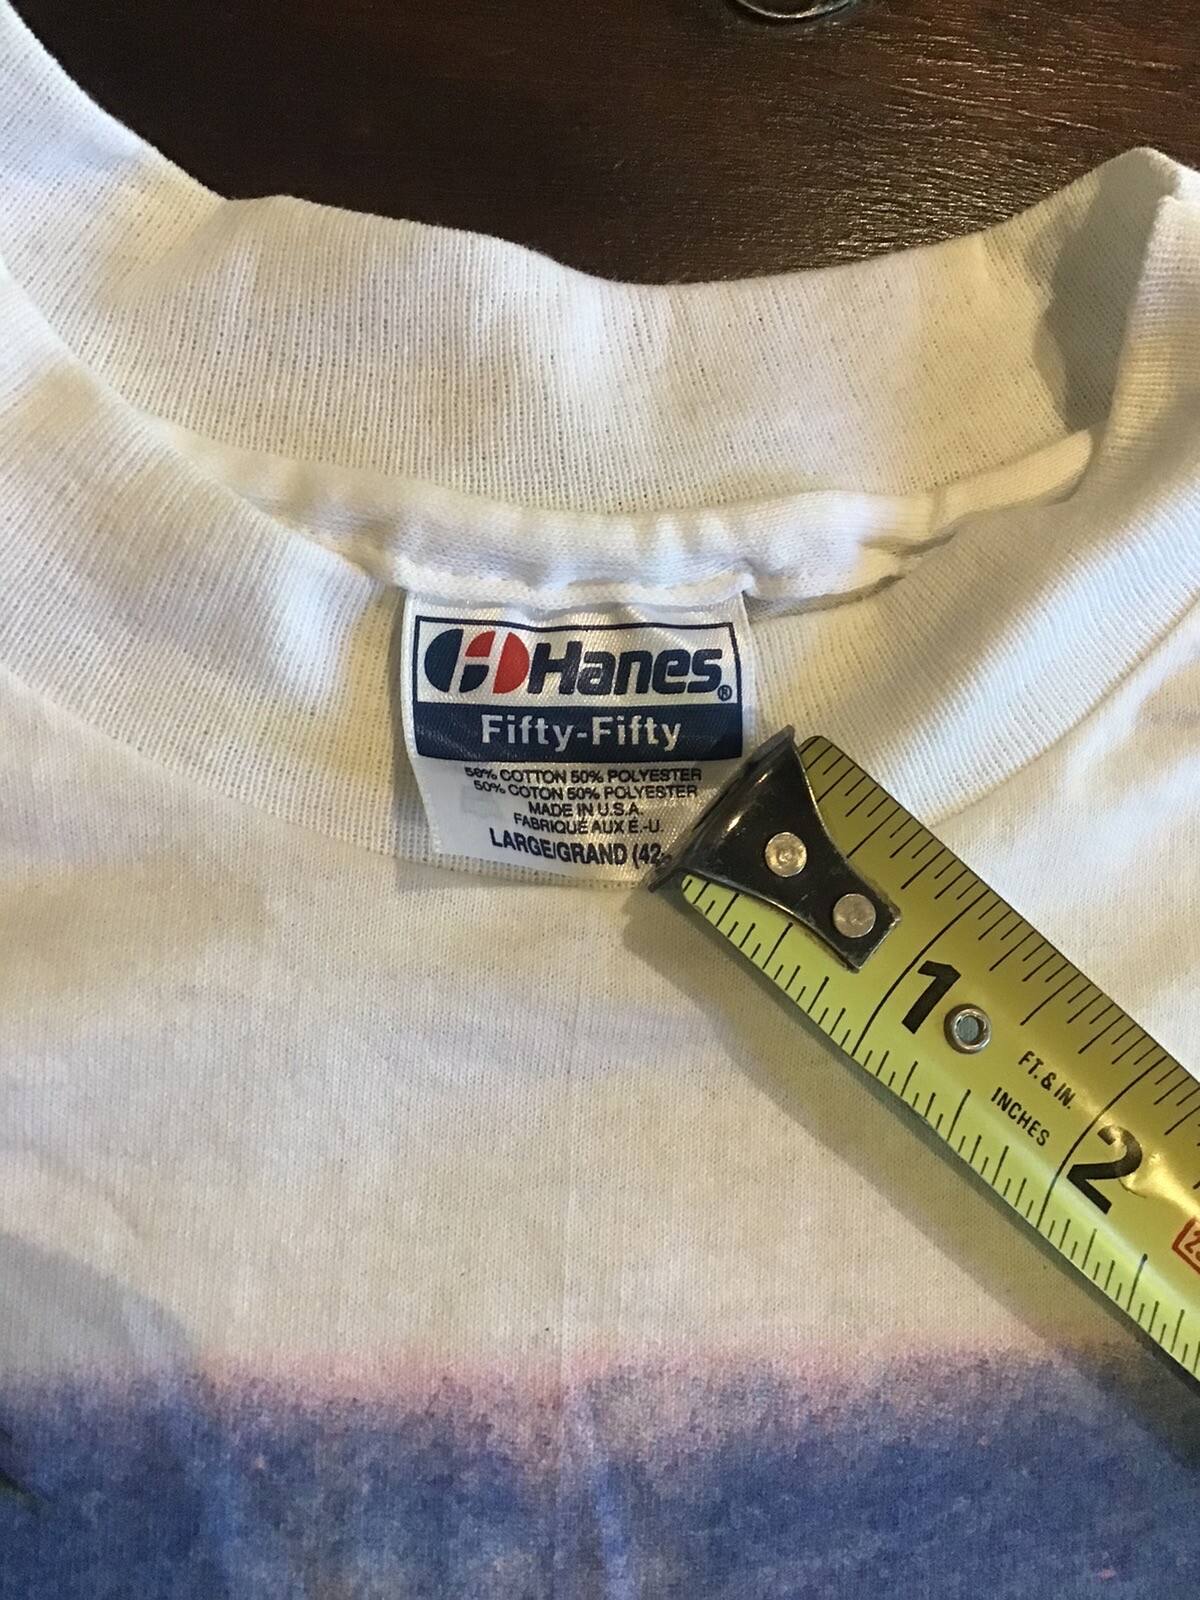 Hanes®
Fifty-Fifty
50% COTTON 50% POLYESTER
50% COTON 50% POLYESTER
MADE IN U.S.A.
FABRIQUÉ AUX É.-U.
LARGE/GRAND (42-
1
FT. & IN.
INCHES
2